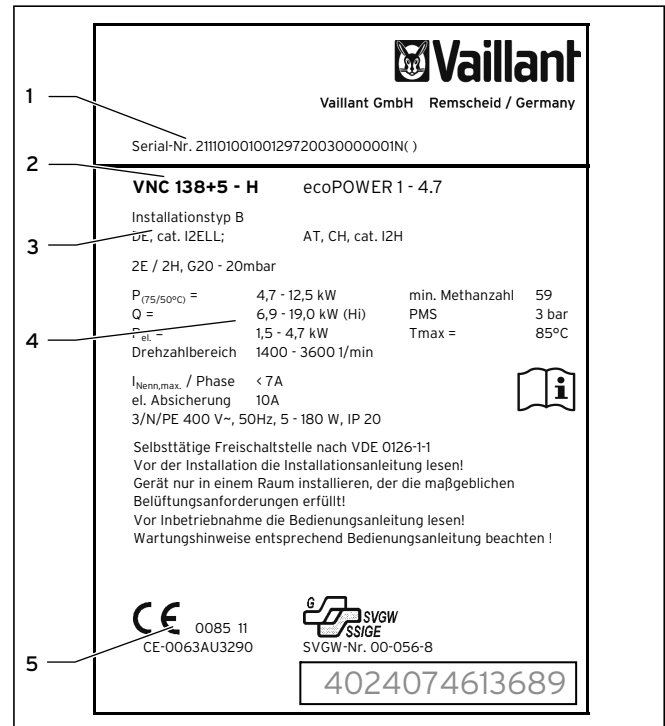 Vaillant
Vaillant GmbH Remscheid / Germany
1
Serial-Nr. 21110100100129720030000001N( )
2
VNC 138+5 - H ecoPOWER 1 - 4.7
Installationstyp B
3
DE, cat. I2ELL; AT, CH, cat. I2H
2E / 2H, G20 - 20mbar
P(75/50°C) = 4,7 - 12,5 kW min. Methanzahl 59
Q = 6,9 - 19,0 kW (Hi) PMS 3 bar
4
Pel. = 1,5 - 4,7 kW Tmax = 85°C
Drehzahlbereich 1400 - 3600 1/min
INenn,max. / Phase < 7A
el. Absicherung 10A
3/N/PE 400 V~, 50Hz, 5 - 180 W, IP 20
i
Selbsttätige Freischaltstelle nach VDE 0126-1-1
Vor der Installation die Installationsanleitung lesen!
Gerät nur in einem Raum installieren, der die maßgeblichen
Belüftungsanforderungen erfüllt!
Vor Inbetriebnahme die Bedienungsanleitung lesen!
Wartungshinweise entsprechend Bedienungsanleitung beachten !
CE 0085 11
CE-0063AU3290
5
G
SVGW
SSIGE
SVGW-Nr. 00-056-8
4024074613689